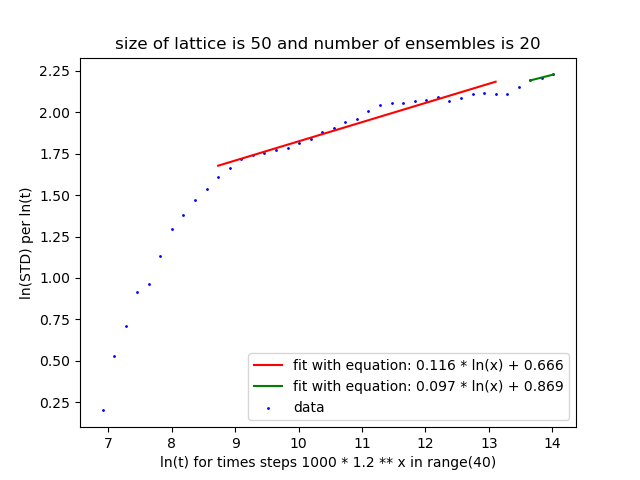 size of lattice is 50 and number of ensembles is 20
2.25
2.00
1.75
1.50
1.25
1.00
0.75
0.50
0.25
ln(STD) per ln(t)
fit with equation: 0.116 * ln(x) + 0.666
fit with equation: 0.097 * ln(x) + 0.869
data
7 8 9 10 11 12 13 14
ln(t) for times steps 1000 * 1.2 ** x in range(40)